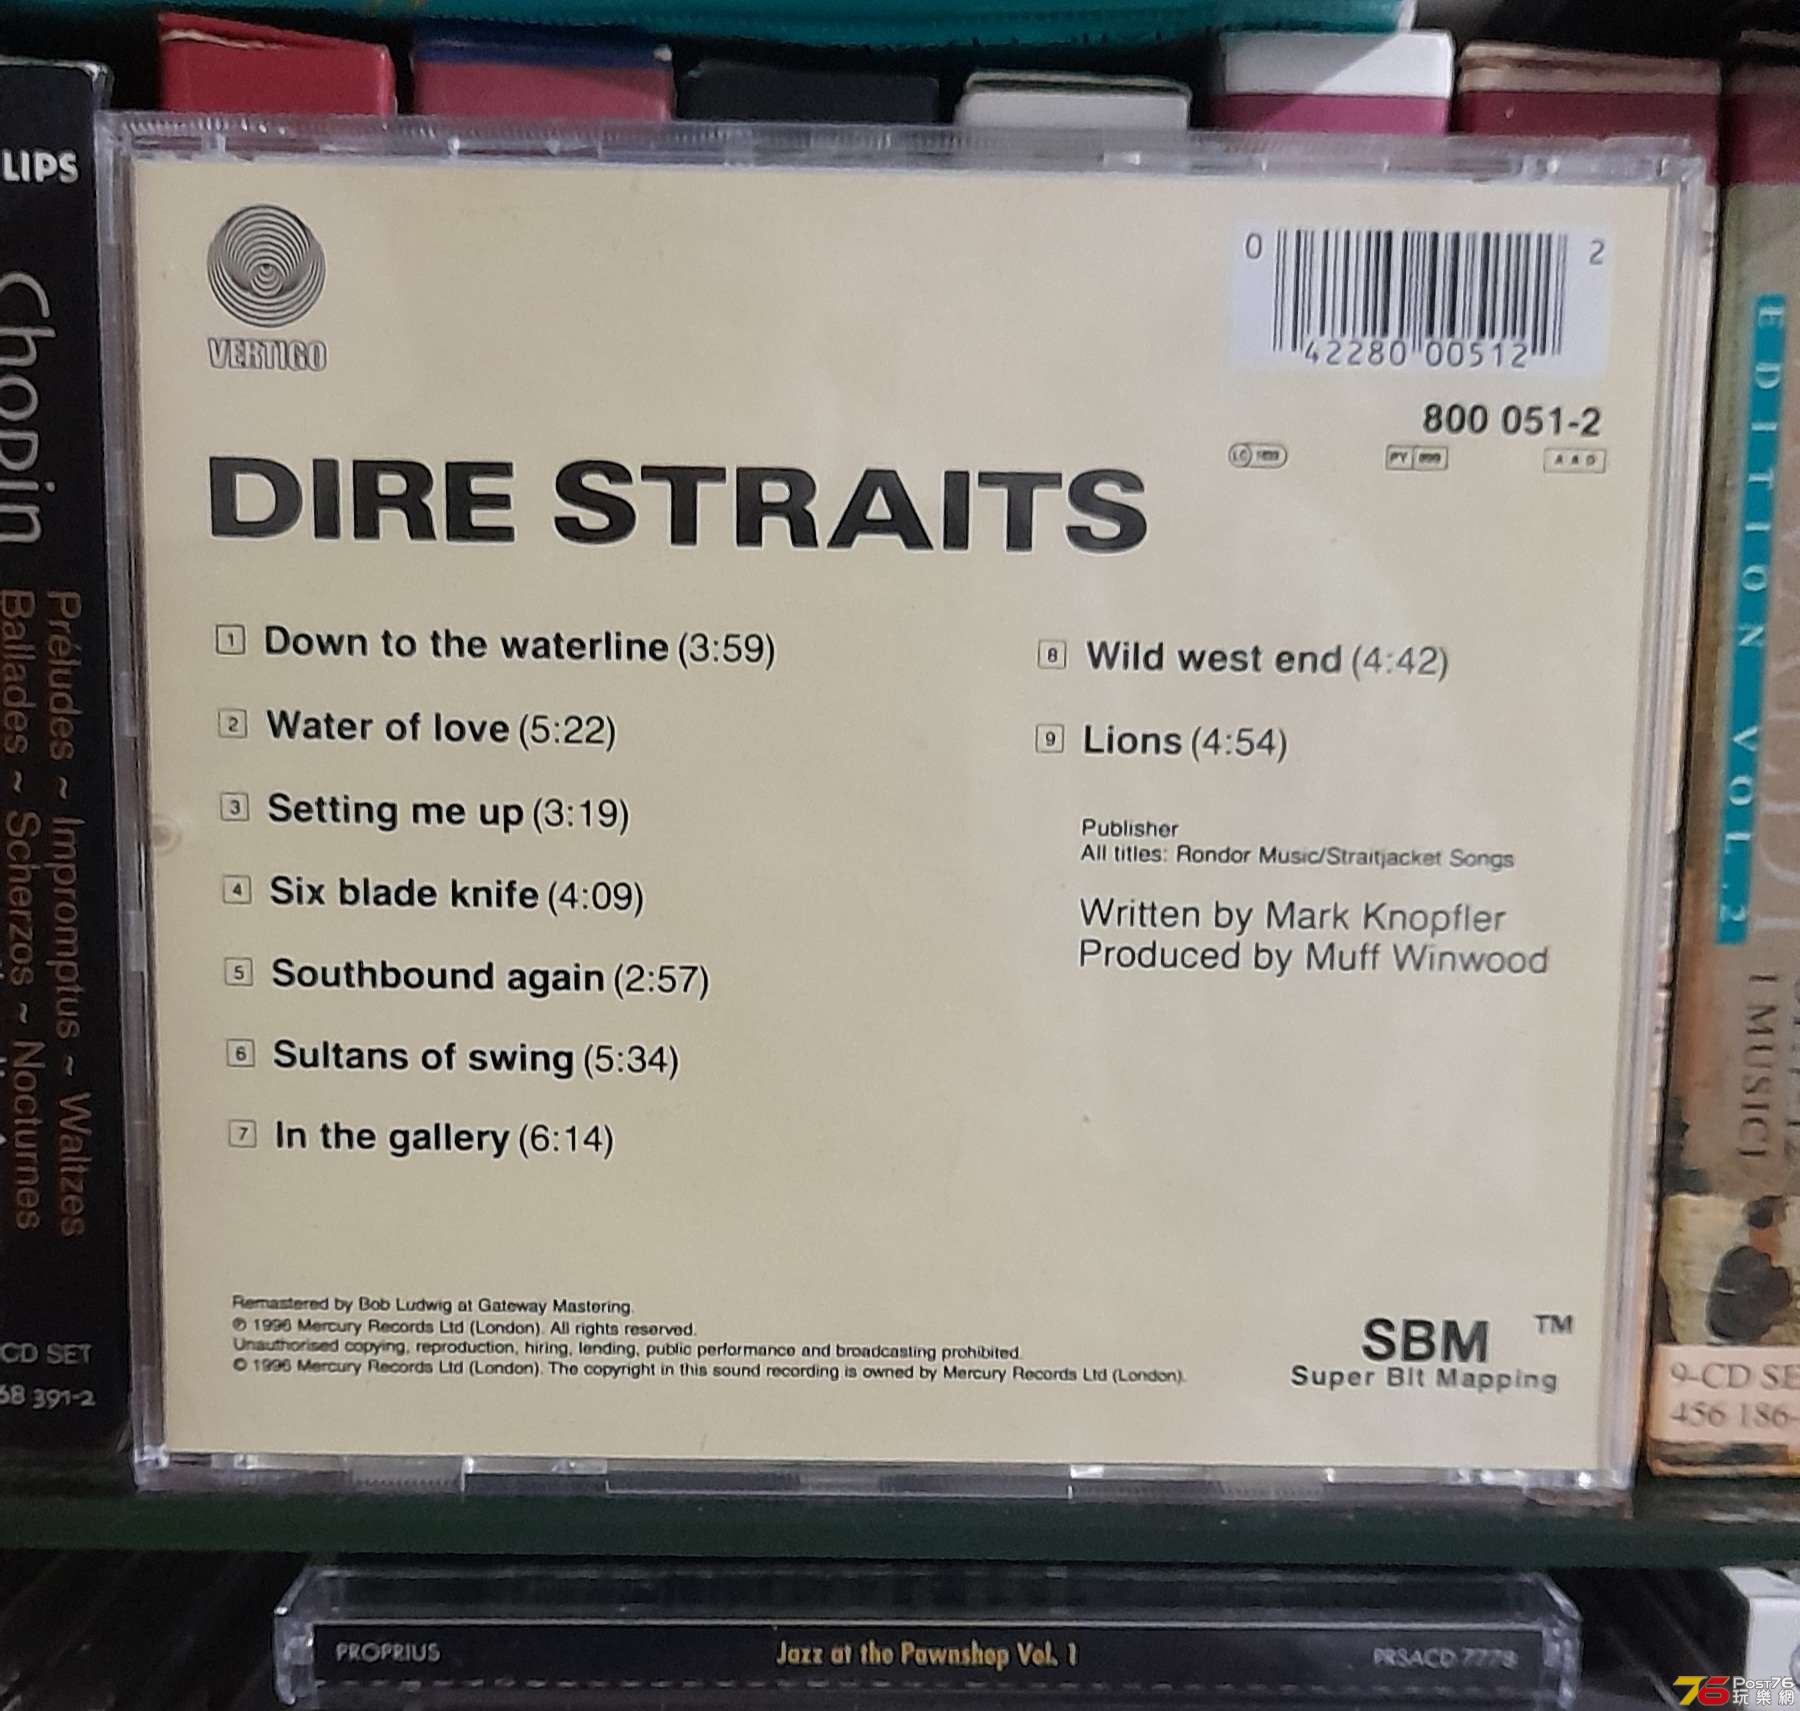 LIPS
Chopin
Préludes ~ Impromptus ~ Waltzes
Ballades ~ Scherzos ~ Nocturnes
CD SET
58 391-2
VERTIGO
0
42280 00512
2
800 051-2
LC
PY
A A D
DIRE STRAITS
1 Down to the waterline (3:59)
2 Water of love (5:22)
3 Setting me up (3:19)
4 Six blade knife (4:09)
5 Southbound again (2:57)
6 Sultans of swing (5:34)
7 In the gallery (6:14)
8 Wild west end (4:42)
9 Lions (4:54)
Publisher
All titles: Rondor Music/Straitjacket Songs
Written by Mark Knopfler
Produced by Muff Winwood
Remastered by Bob Ludwig at Gateway Mastering.
℗ 1996 Mercury Records Ltd (London). All rights reserved.
Unauthorised copying, reproduction, hiring, lending, public performance and broadcasting prohibited.
© 1996 Mercury Records Ltd (London). The copyright in this sound recording is owned by Mercury Records Ltd (London).
SBM ™
Super Bit Mapping
EDITION VOL.2
I MUSICI
9-CD SE
456 186-
PROPRIUS
Jazz at the Pawnshop Vol. 1
PRSACD 7778
76 Post76
玩樂網